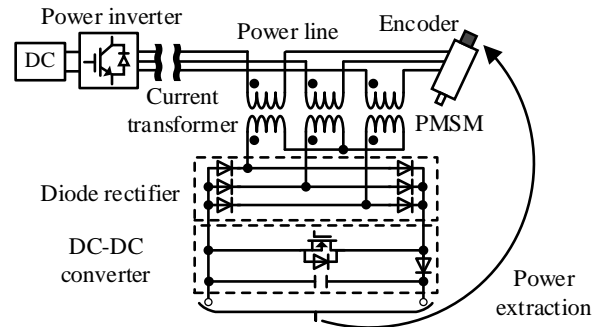 Power inverter
DC
Power line
Encoder
Current
transformer
PMSM
Diode rectifier
DC-DC
converter
Power
extraction